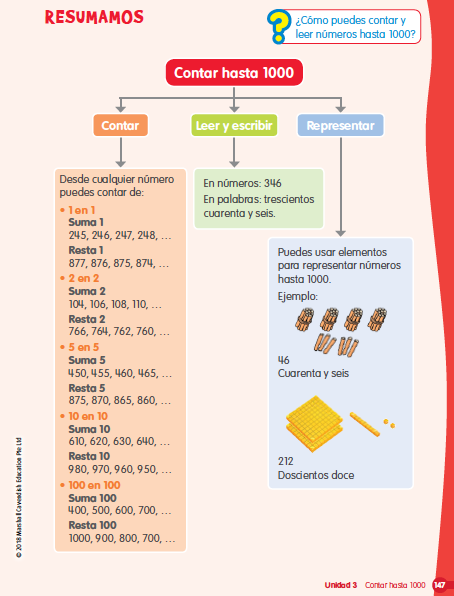 RESUMAMOS
¿Cómo puedes contar y
leer números hasta 1000?
Contar hasta 1000
Contar
Leer y escribir
Representar
Desde cualquier número
puedes contar de:
• 1 en 1
Suma 1
245, 246, 247, 248, ...
Resta 1
877, 876, 875, 874, ...
• 2 en 2
Suma 2
104, 106, 108, 110, ...
Resta 2
766, 764, 762, 760, ...
• 5 en 5
Suma 5
450, 455, 460, 465, ...
Resta 5
875, 870, 865, 860, ...
• 10 en 10
Suma 10
610, 620, 630, 640, ...
Resta 10
980, 970, 960, 950, ...
• 100 en 100
Suma 100
400, 500, 600, 700, ...
Resta 100
1000, 900, 800, 700, ...
En números: 346
En palabras: trescientos
cuarenta y seis.
Puedes usar elementos
para representar números
hasta 1000.
Ejemplo:
46
Cuarenta y seis
212
Doscientos doce
© 2018 Marshall Cavendish Education Pte Ltd
Unidad 3 Contar hasta 1000 147